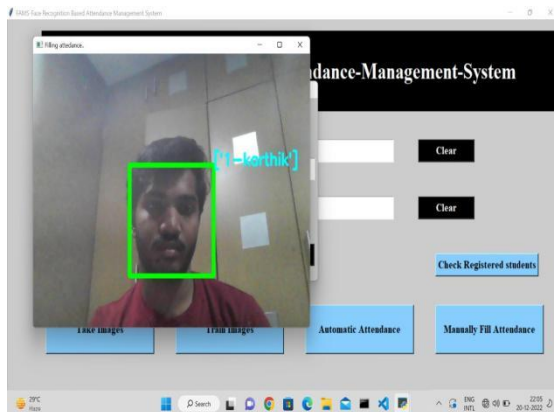 FAMS-Face Recognition Based Attendance Management System
Filling attedance.
dance-Management-System
['1-karthik']
Clear
Clear
Check Registered students
Take Images
Train Images
Automatic Attendance
Manually Fill Attendance
29°C
Haze
Search
ENG
INTL
22:05
20-12-2022